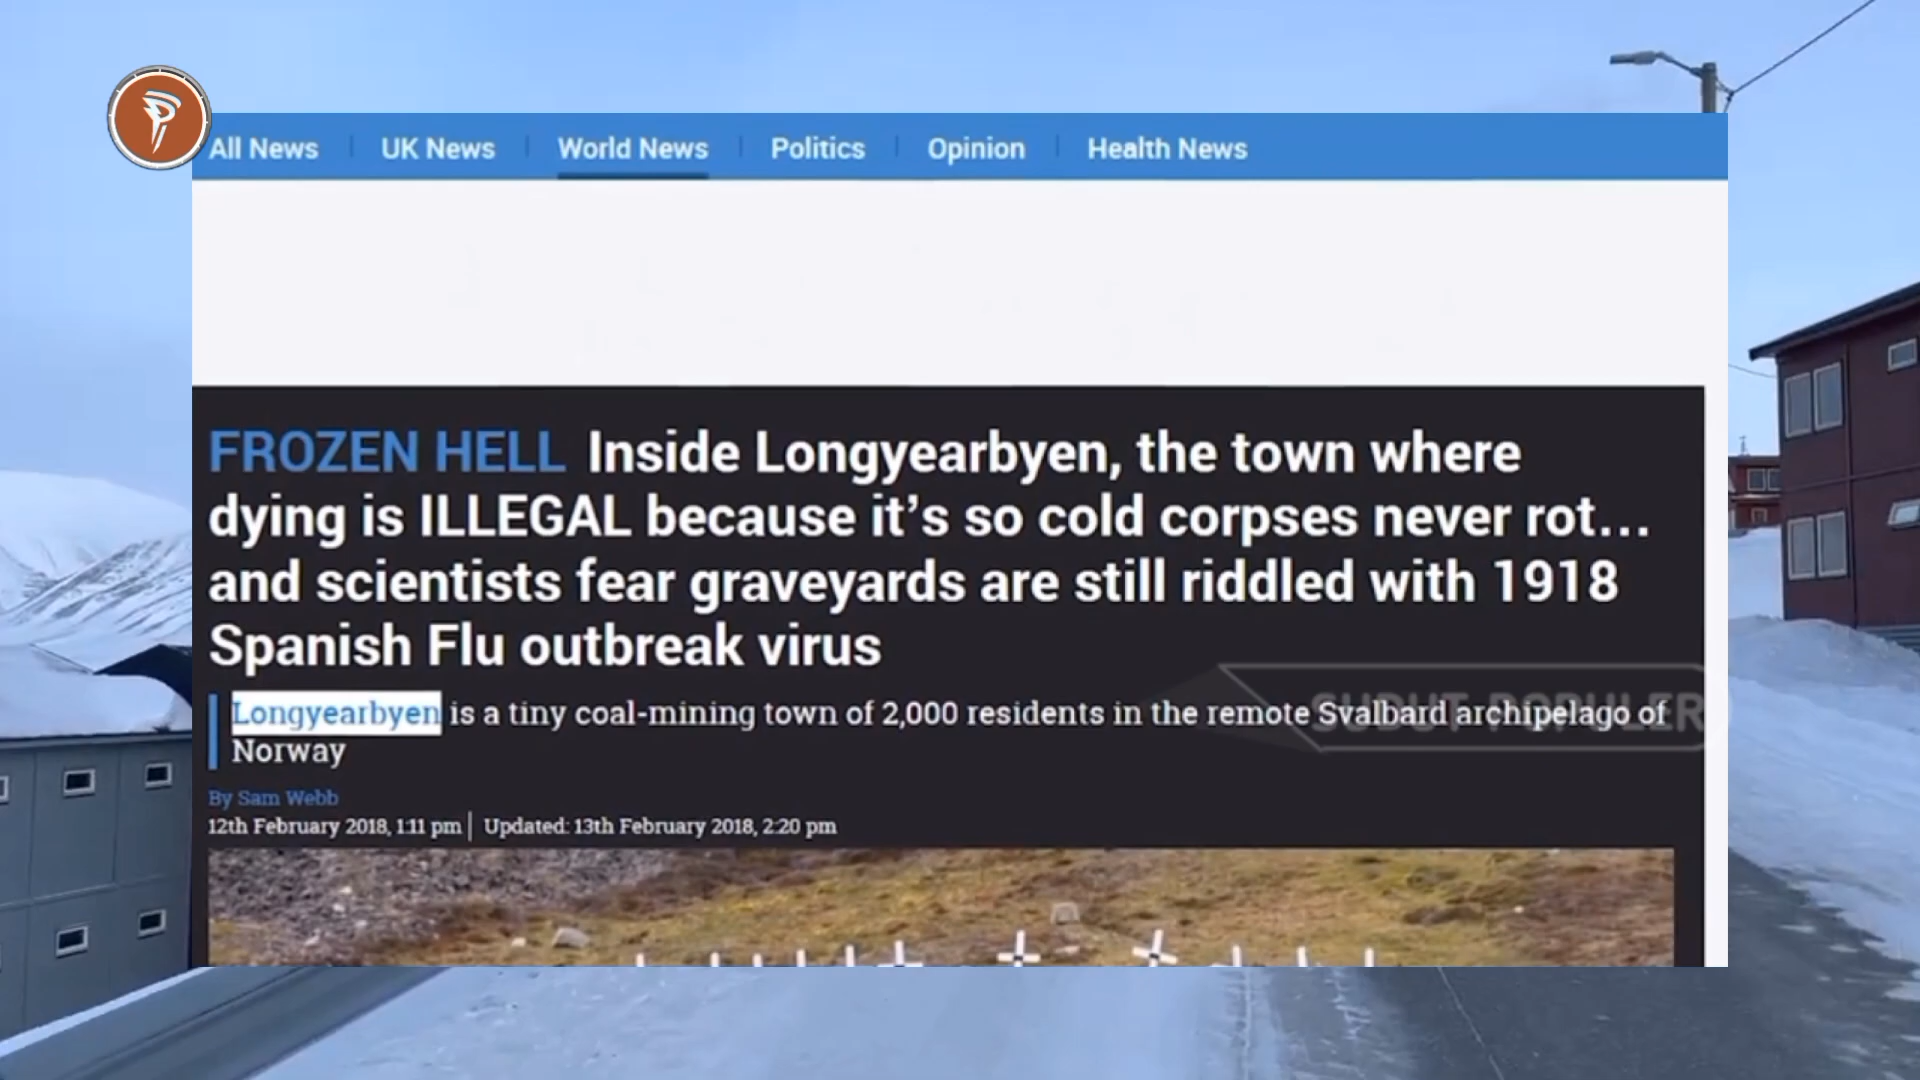 All News UK News World News Politics Opinion Health News
FROZEN HELL Inside Longyearbyen, the town where
dying is ILLEGAL because it’s so cold corpses never rot…
and scientists fear graveyards are still riddled with 1918
Spanish Flu outbreak virus
Longyearbyen is a tiny coal-mining town of 2,000 residents in the remote Svalbard archipelago of
Norway
SUDUT POPULER
By Sam Webb
12th February 2018, 1:11 pm | Updated: 13th February 2018, 2:20 pm